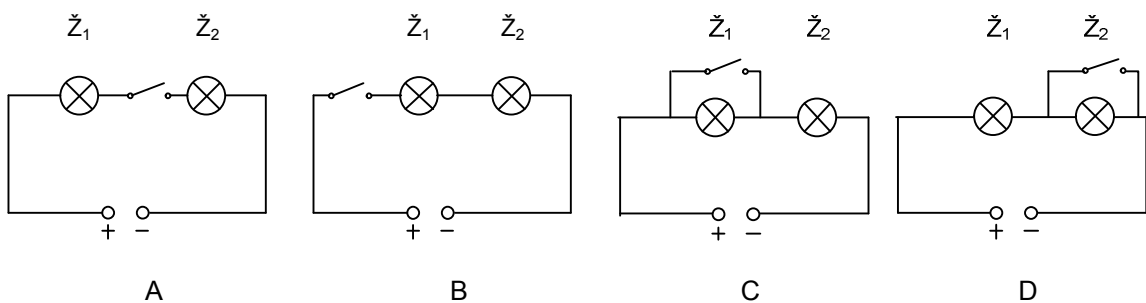 Ž₁ Ž₂ Ž₁ Ž₂ Ž₁ Ž₂ Ž₁ Ž₂
+ − + − + − + −
A B C D